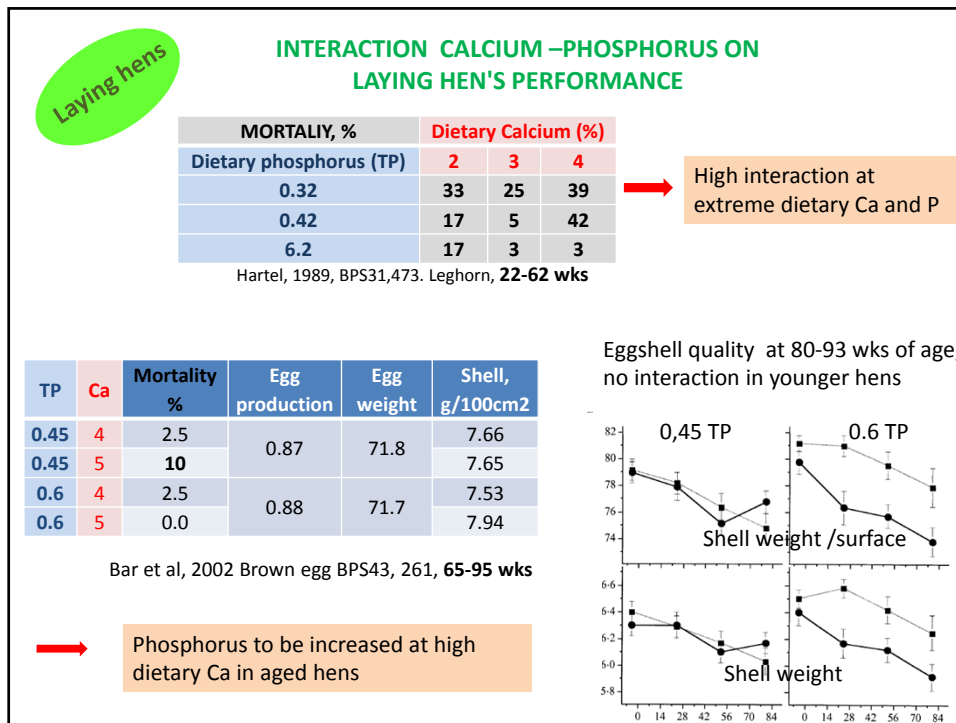 Laying hens
INTERACTION CALCIUM –PHOSPHORUS ON
LAYING HEN'S PERFORMANCE
MORTALIY, % Dietary Calcium (%)
Dietary phosphorus (TP) 2 3 4
0.32 33 25 39
0.42 17 5 42
6.2 17 3 3
Hartel, 1989, BPS31,473. Leghorn, 22-62 wks
High interaction at
extreme dietary Ca and P
TP Ca Mortality % Egg production Egg weight Shell, g/100cm2
0.45 4 2.5 0.87 71.8 7.66
0.45 5 10 7.65
0.6 4 2.5 0.88 71.7 7.53
0.6 5 0.0 7.94
Bar et al, 2002 Brown egg BPS43, 261, 65-95 wks
Phosphorus to be increased at high
dietary Ca in aged hens
Eggshell quality at 80-93 wks of age,
no interaction in younger hens
0,45 TP 0.6 TP
82
80
78
76
74
Shell weight /surface
6·6
6·4
6·2
5·0
5·8
Shell weight
0 14 28 42 56 70 84 0 14 28 42 56 70 84